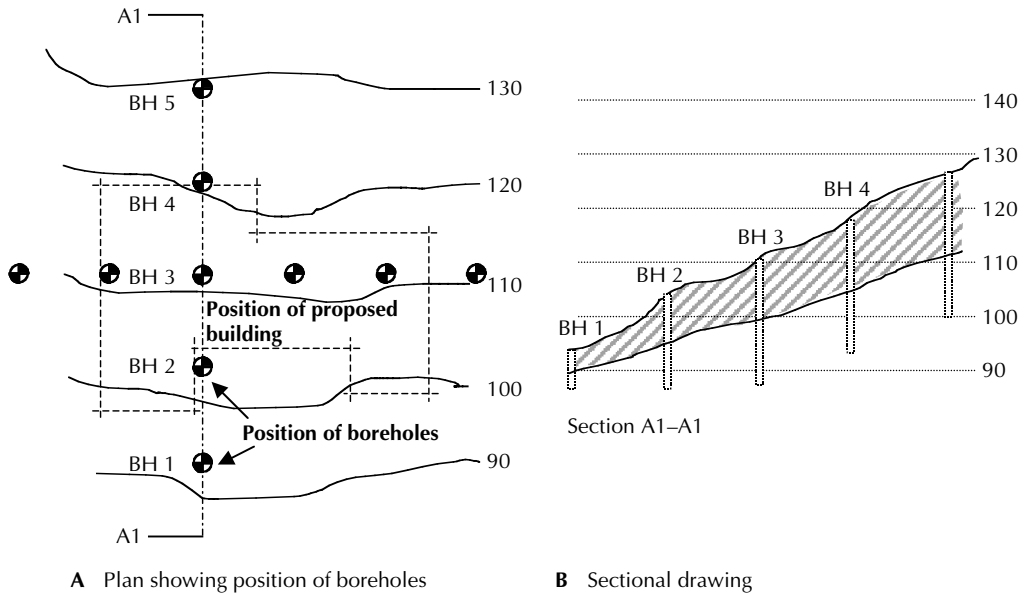 A1
130
BH 5
120
BH 4
BH 3
110
Position of proposed
building
BH 2
100
Position of boreholes
BH 1
90
A1
A Plan showing position of boreholes
140
130
BH 4
120
BH 3
110
BH 2
100
BH 1
90
Section A1–A1
B Sectional drawing